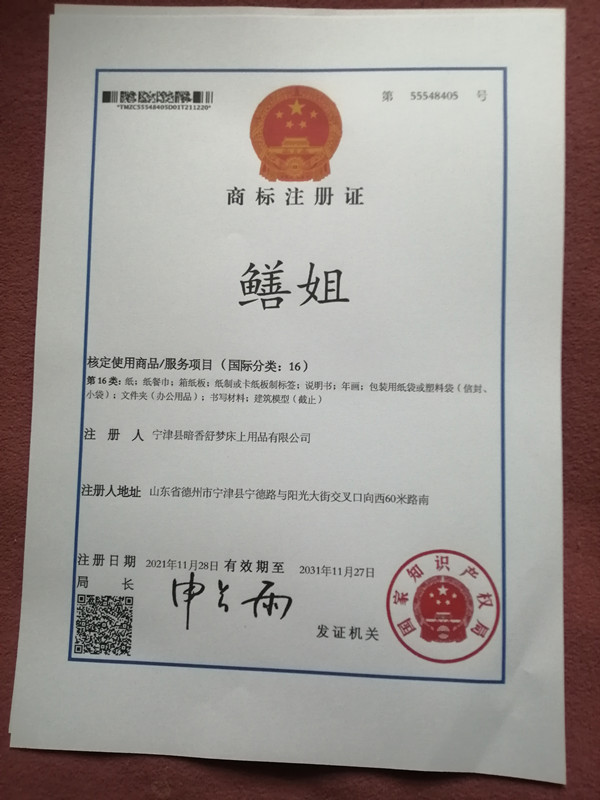 *TMZC55548405D01T211220*
第 55548405 号
商标注册证
鳝姐
核定使用商品/服务项目（国际分类：16）
第16类：纸；纸餐巾；箱纸板；纸制或卡纸板制标签；说明书；年画；包装用纸袋或塑料袋（信封、
小袋）；文件夹（办公用品）；书写材料；建筑模型（截止）
注册人 宁津县暗香舒梦床上用品有限公司
注册人地址 山东省德州市宁津县宁德路与阳光大街交叉口向西60米路南
注册日期 2021年11月28日 有效期至 2031年11月27日
局长 申长雨
发证机关
国家知识产权局